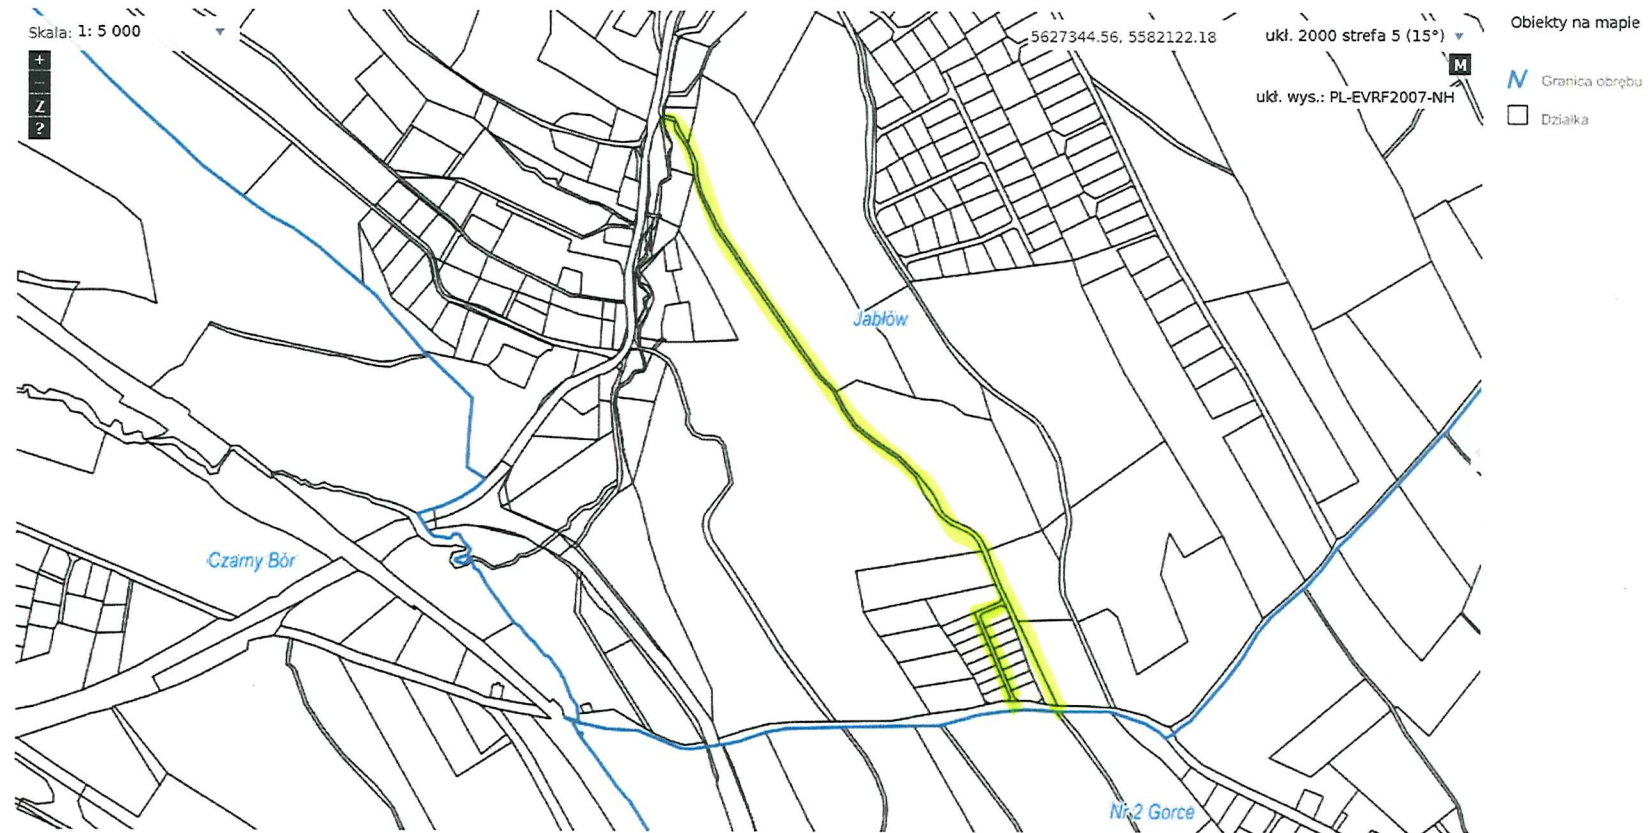 Skala: 1: 5 000
5627344.56, 5582122.18
ukł. 2000 strefa 5 (15°)
Obiekty na mapie
+
–
Z
?
M
ukł. wys.: PL-EVRF2007-NH
N Granica obrębu
Działka
Jabłów
Czarny Bór
Nr 2 Gorce